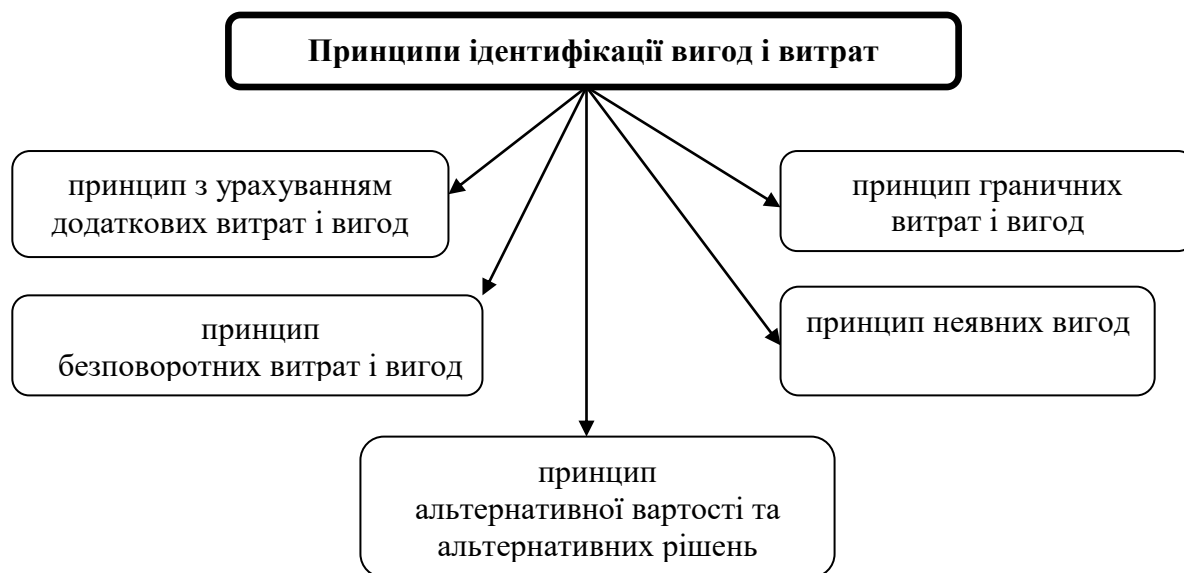 Принципи ідентифікації вигод і витрат
принцип з урахуванням
додаткових витрат і вигод
принцип граничних
витрат і вигод
принцип
безповоротних витрат і вигод
принцип неявних вигод
принцип
альтернативної вартості та
альтернативних рішень